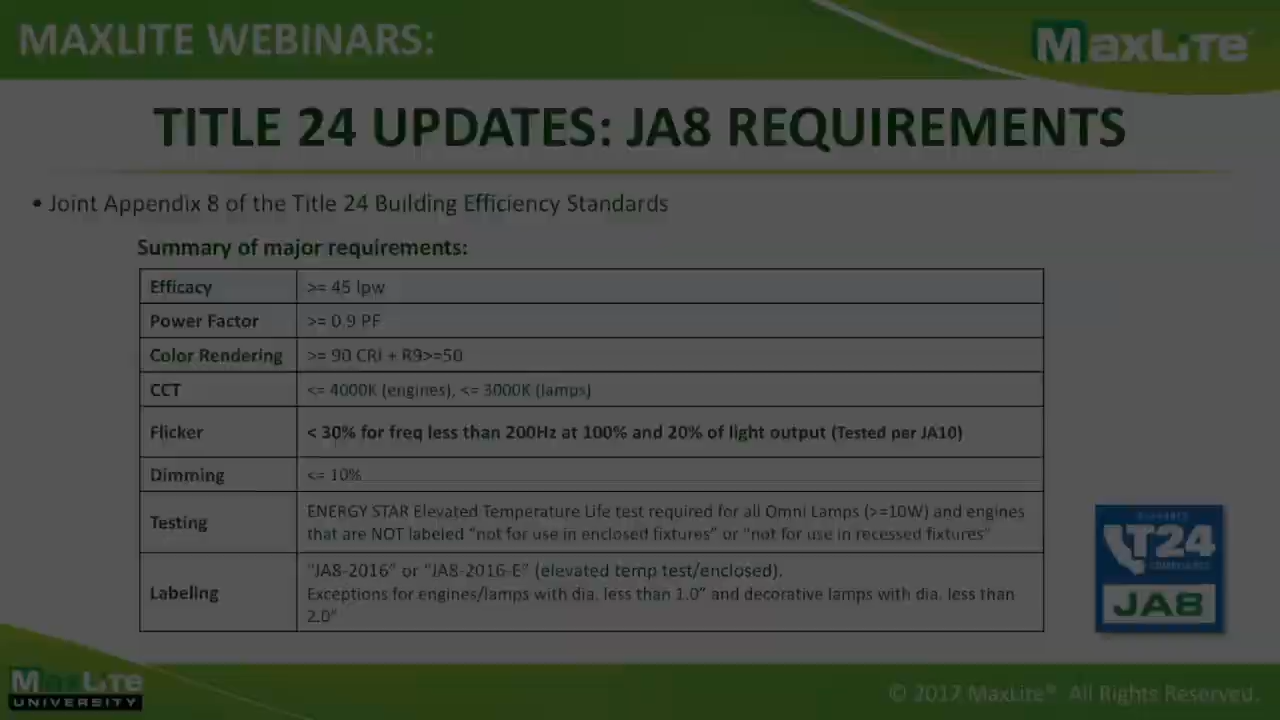 MAXLITE WEBINARS:
MaxLite
TITLE 24 UPDATES: JA8 REQUIREMENTS
• Joint Appendix 8 of the Title 24 Building Efficiency Standards
Summary of major requirements:
Efficacy >= 45 lpw
Power Factor >= 0.9 PF
Color Rendering >= 90 CRI + R9>=50
CCT <= 4000K (engines), <= 3000K (lamps)
Flicker < 30% for freq less than 200Hz at 100% and 20% of light output (Tested per JA10)
Dimming <= 10%
Testing ENERGY STAR Elevated Temperature Life test required for all Omni Lamps (>=10W) and engines
that are NOT labeled "not for use in enclosed fixtures" or "not for use in recessed fixtures"
Labeling "JA8-2016" or "JA8-2016-E" (elevated temp test/enclosed).
Exceptions for engines/lamps with dia. less than 1.0" and decorative lamps with dia. less than
2.0"
T24
COMPLIANCE
JA8
MaxLite
UNIVERSITY
© 2017 MaxLite® All Rights Reserved.